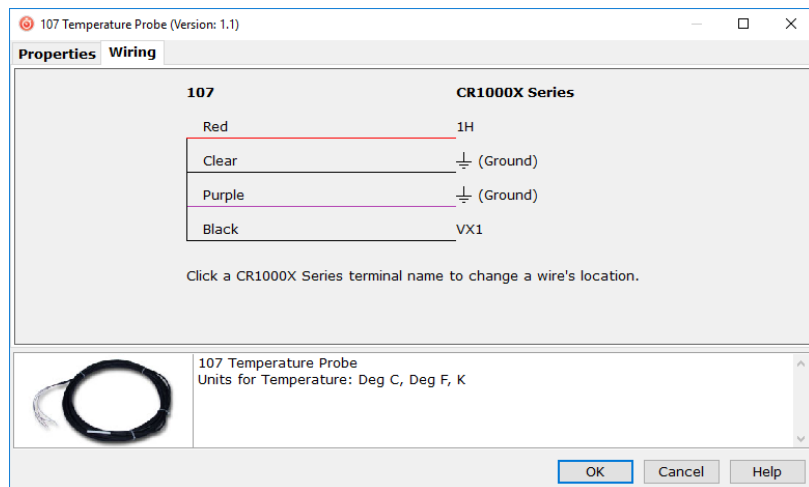 107 Temperature Probe (Version: 1.1)
Properties Wiring
107 CR1000X Series
Red 1H
Clear ⏚ (Ground)
Purple ⏚ (Ground)
Black VX1
Click a CR1000X Series terminal name to change a wire's location.
107 Temperature Probe
Units for Temperature: Deg C, Deg F, K
OK Cancel Help